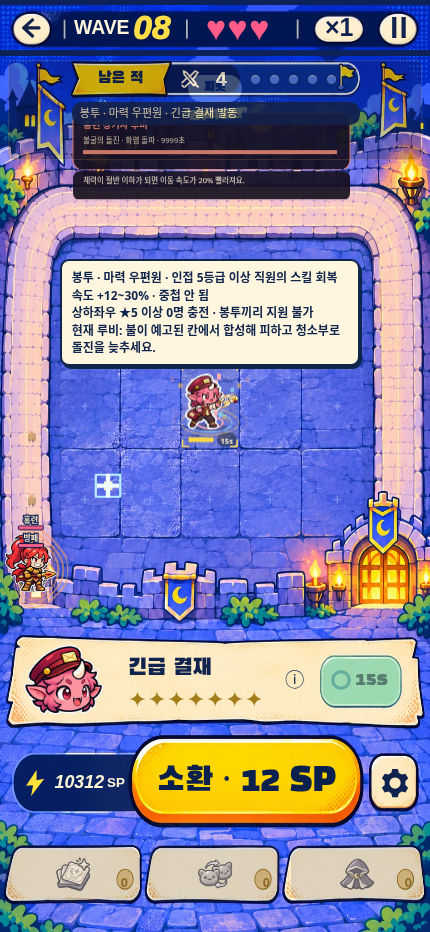 WAVE 08
×1
남은 적
4
봉투 · 마력 우편원 · 긴급 결재 발동
불굴의 돌진 · 화염 돌파 · 9999초
체력이 절반 이하가 되면 이동 속도가 20% 빨라져요.
봉투 · 마력 우편원 · 인접 5등급 이상 직원의 스킬 회복
속도 +12~30% · 중첩 안 됨
상하좌우 ★5 이상 0명 충전 · 봉투끼리 지원 불가
현재 루비: 불이 예고된 칸에서 합성해 피하고 청소부로
돌진을 늦추세요.
15s
방패
긴급 결재
15S
10312 SP
소환 · 12 SP
0
0
0